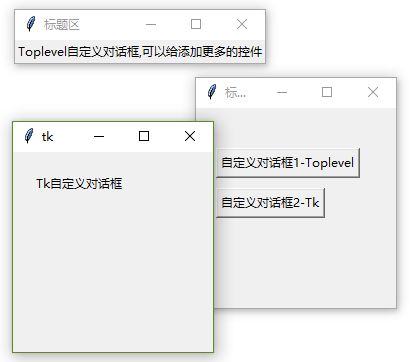 标题区
Toplevel自定义对话框,可以给添加更多的控件
标...
自定义对话框1-Toplevel
自定义对话框2-Tk
tk
Tk自定义对话框